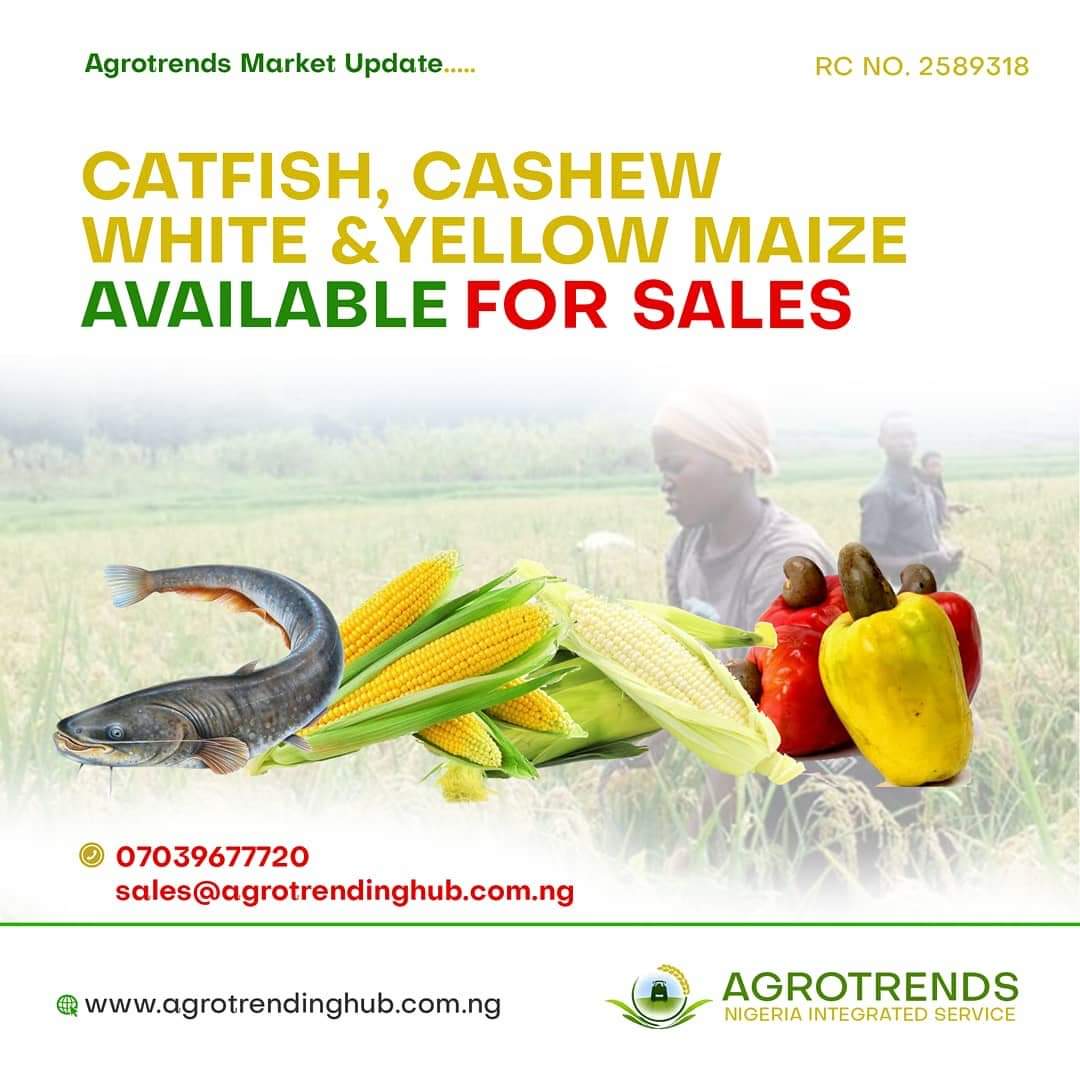 Agrotrends Market Update.....
RC NO. 2589318
CATFISH, CASHEW
WHITE &YELLOW MAIZE
AVAILABLE FOR SALES
07039677720
sales@agrotrendinghub.com.ng
www.agrotrendinghub.com.ng
AGROTRENDS
NIGERIA INTEGRATED SERVICE